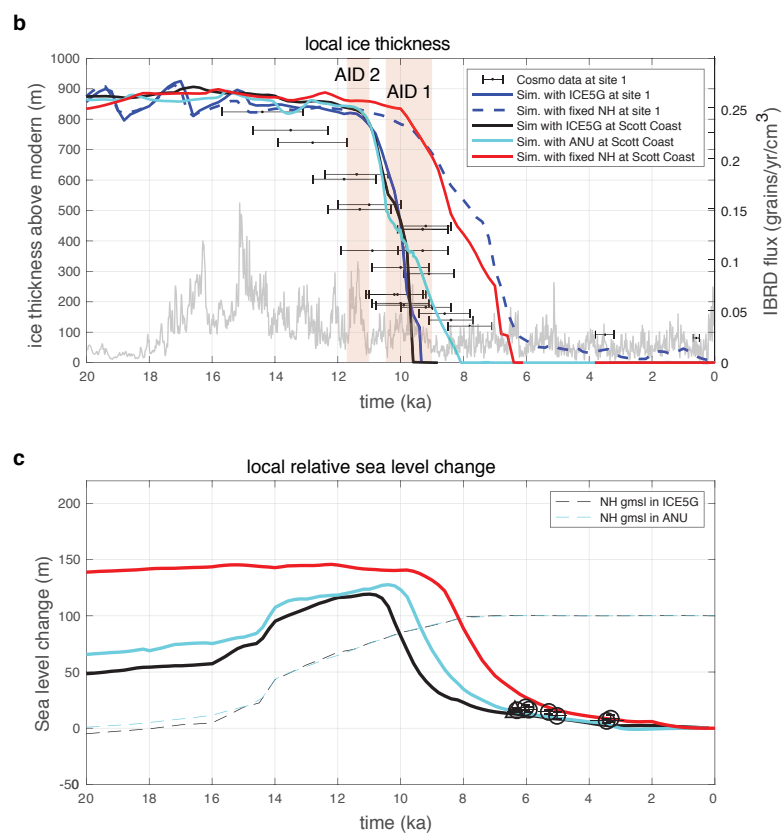 b
local ice thickness
1000
900
800
700
600
500
400
300
200
100
0
ice thickness above modern (m)
AID 2
AID 1
Cosmo data at site 1
Sim. with ICE5G at site 1
Sim. with fixed NH at site 1
Sim with ICE5G at Scott Coast
Sim. with ANU at Scott Coast
Sim. with fixed NH at Scott Coast
0.25
0.2
0.15
0.1
0.05
0
IBRD flux (grains/yr/cm³)
20 18 16 14 12 10 8 6 4 2 0
time (ka)
c
local relative sea level change
200
150
100
50
0
-50
Sea level change (m)
NH gmsl in ICE5G
NH gmsl in ANU
20 18 16 14 12 10 8 6 4 2 0
time (ka)